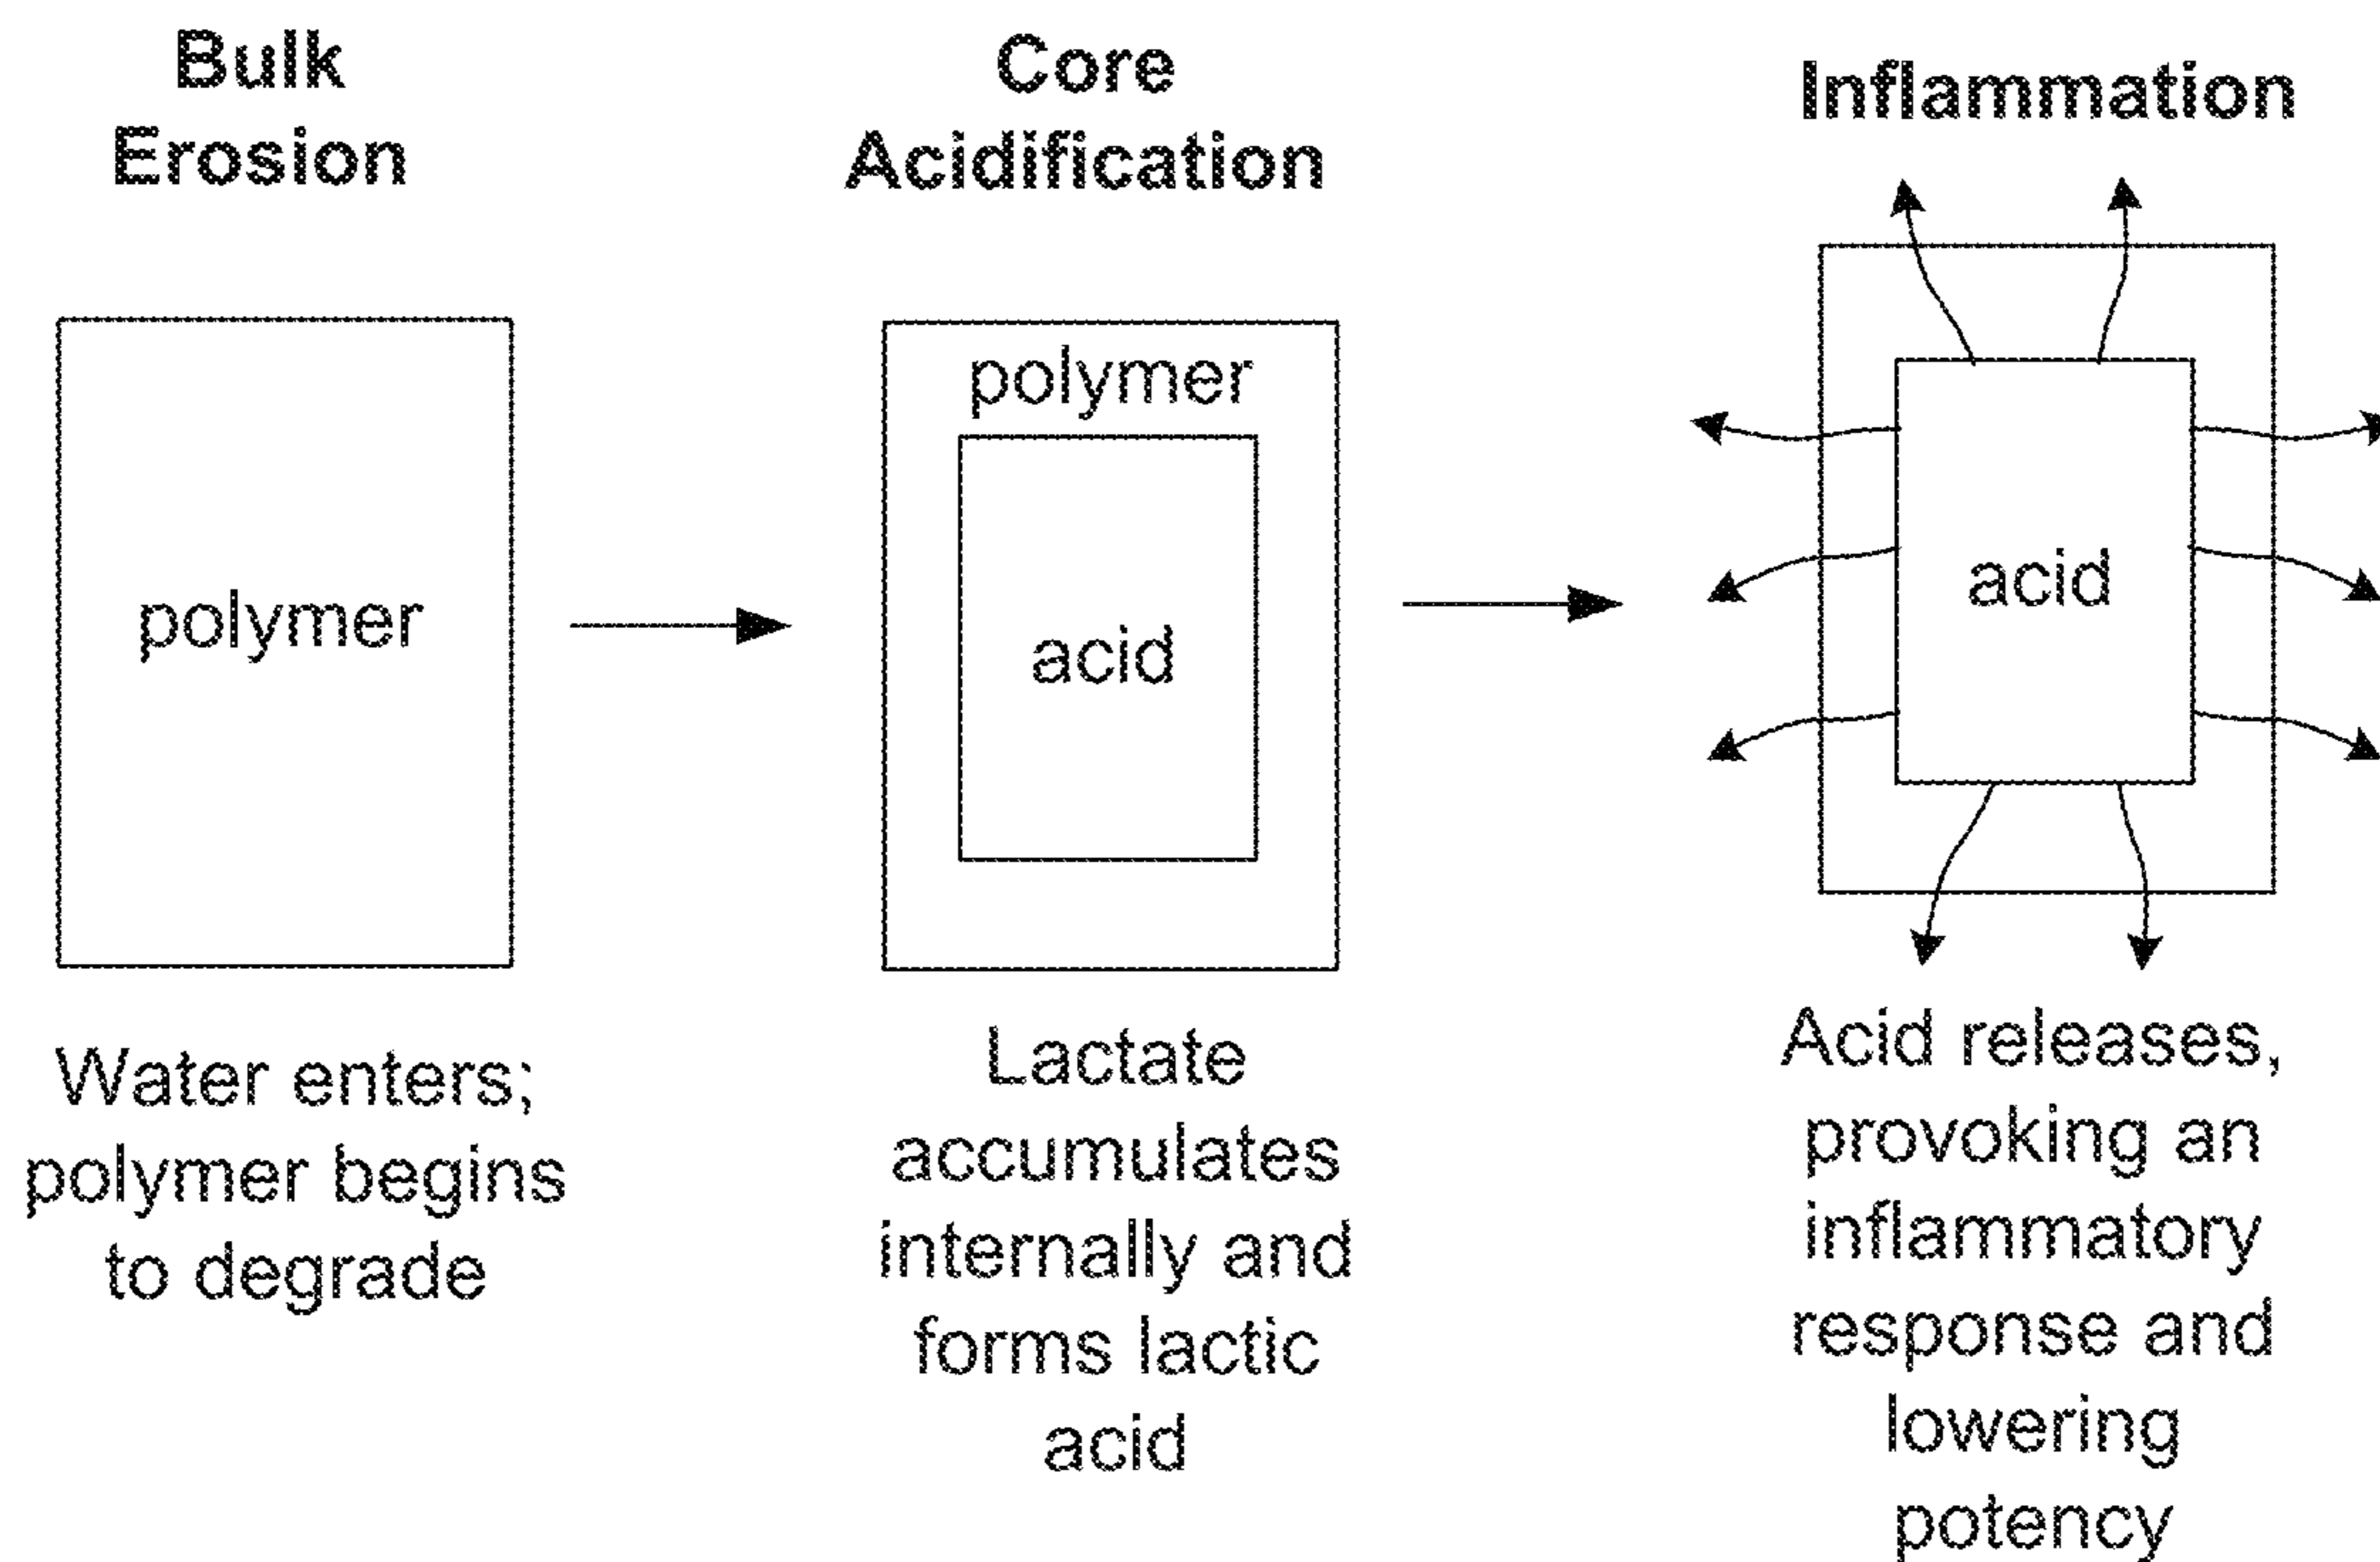 Bulk
Erosion
polymer
Water enters;
polymer begins
to degrade
Core
Acidification
polymer
acid
Lactate
accumulates
internally and
forms lactic
acid
Inflammation
acid
Acid releases,
provoking an
inflammatory
response and
lowering
potency